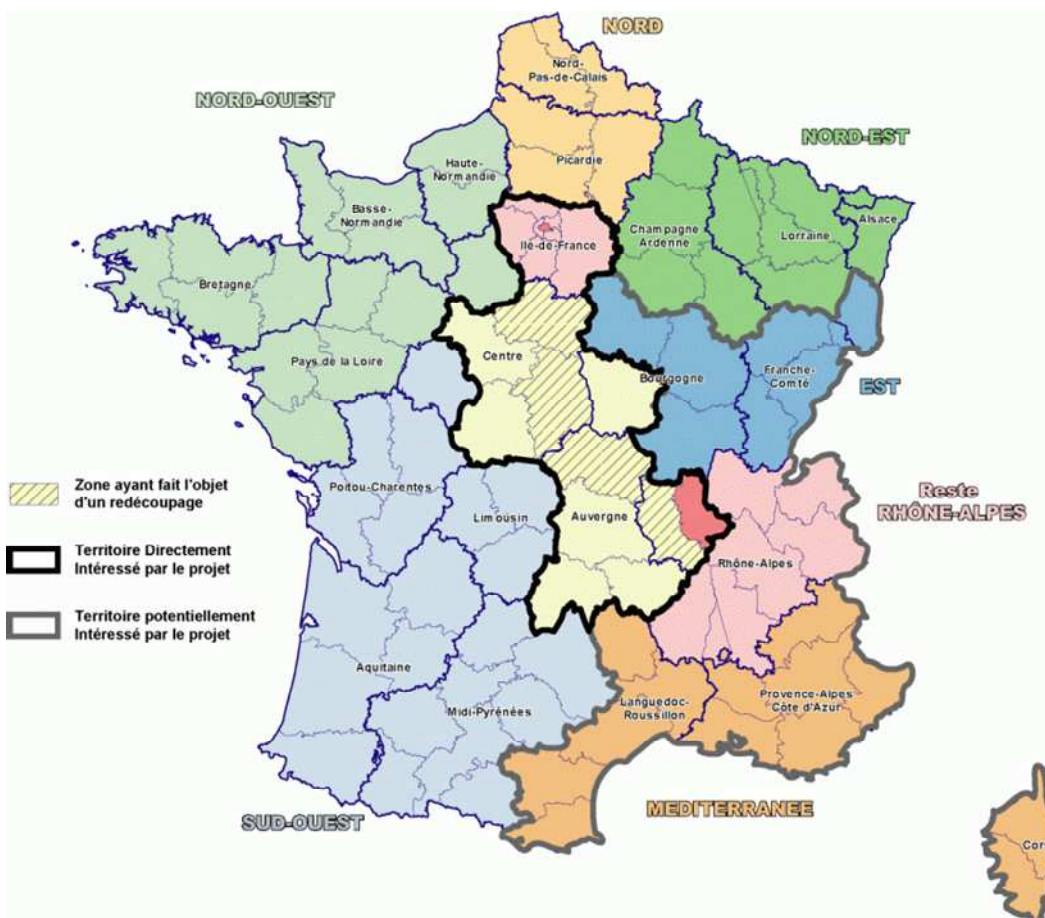 NORD
Nord-
Pas-de-Calais
NORD-OUEST
NORD-EST
Haute-
Normandie
Picardie
Basse-
Normandie
Ile-de-France
Champagne
Ardenne
Lorraine
Alsace
Bretagne
Pays de la Loire
Centre
Bourgogne
Franche-
Comté
EST
Zone ayant fait l'objet
d'un redécoupage
Poitou-Charentes
Limousin
Auvergne
Reste
RHÔNE-ALPES
Territoire Directement
Intéressé par le projet
Rhône-Alpes
Territoire potentiellement
Intéressé par le projet
Aquitaine
Midi-Pyrénées
Languedoc-
Roussillon
Provence-Alpes
Côte d'Azur
SUD-OUEST
MEDITERRANEE
Cor